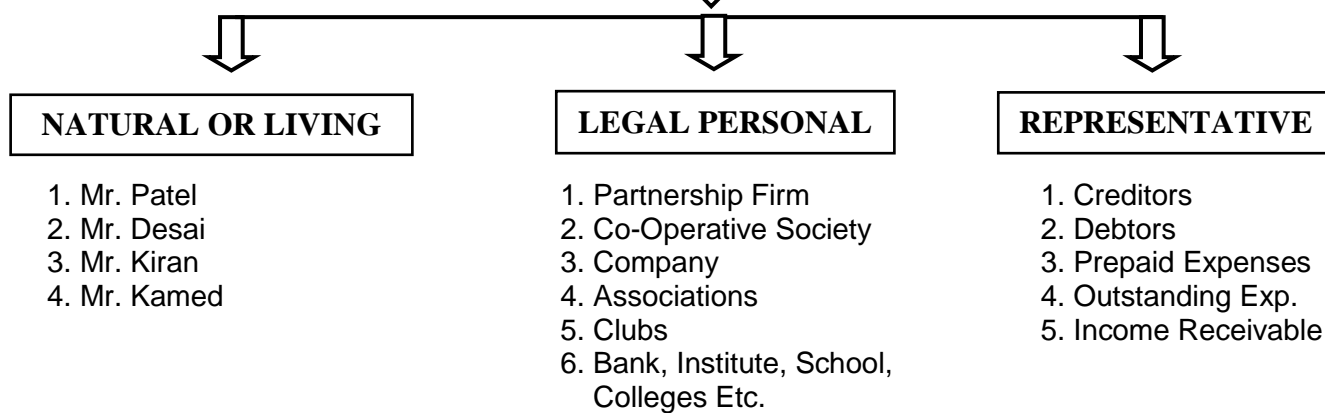 NATURAL OR LIVING
1. Mr. Patel
2. Mr. Desai
3. Mr. Kiran
4. Mr. Kamed
LEGAL PERSONAL
1. Partnership Firm
2. Co-Operative Society
3. Company
4. Associations
5. Clubs
6. Bank, Institute, School,
Colleges Etc.
REPRESENTATIVE
1. Creditors
2. Debtors
3. Prepaid Expenses
4. Outstanding Exp.
5. Income Receivable